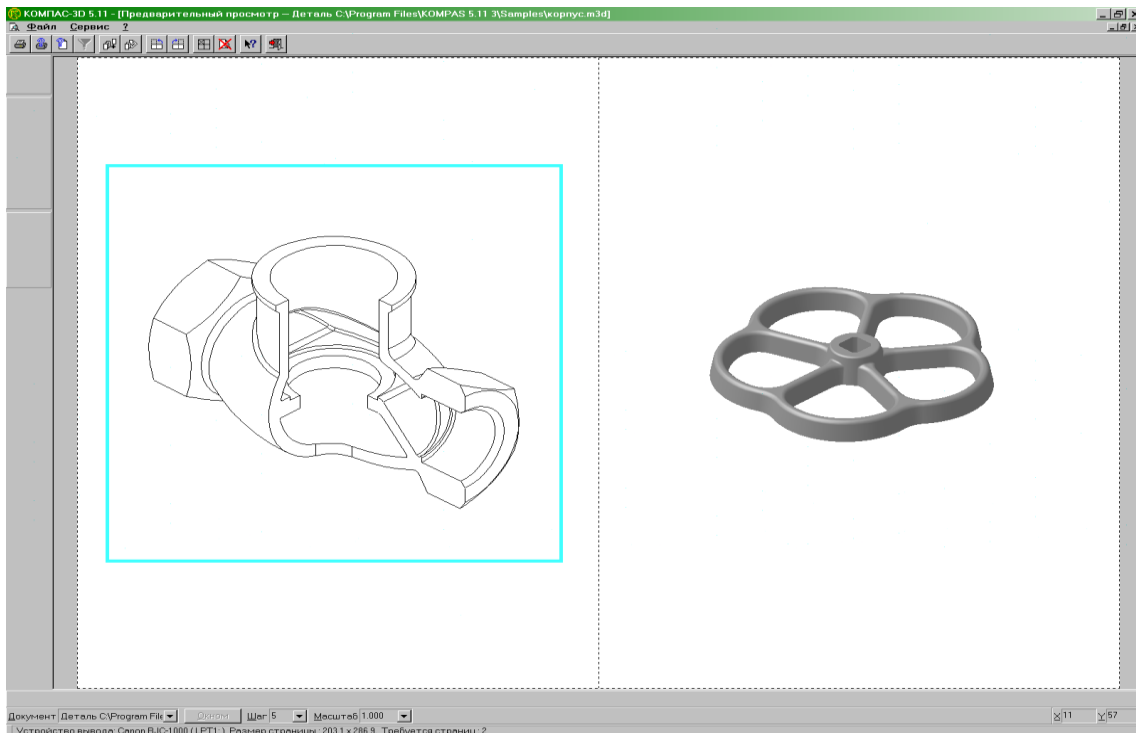 КОМПАС-3D 5.11 - [Предварительный просмотр — Деталь C:\Program Files\KOMPAS 5.11 3\Samples\корпус.m3d]
Файл Сервис ?
Документ Деталь C:\Program File Окном Шаг 5 Масштаб 1.000 X 11 Y 57
Устройство вывода: Canon BJC-1000 ( LPT1: ) Размер страницы : 203.1 x 286.9 Требуется страниц : 2